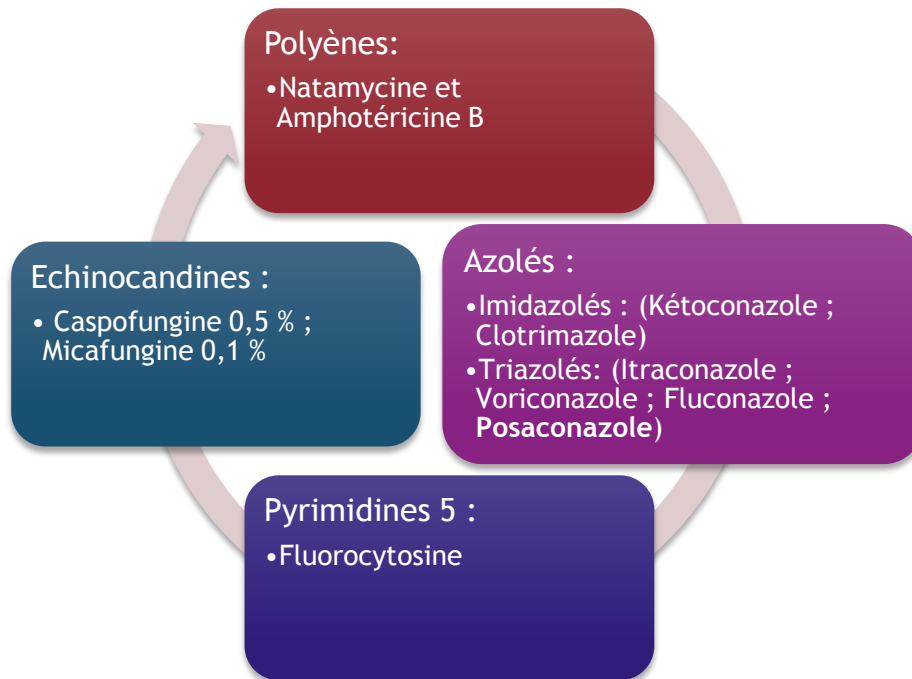 Polyènes:
•Natamycine et
Amphotéricine B
Azolés :
•Imidazolés : (Kétoconazole ;
Clotrimazole)
•Triazolés: (Itraconazole ;
Voriconazole ; Fluconazole ;
Posaconazole)
Pyrimidines 5 :
•Fluorocytosine
Echinocandines :
• Caspofungine 0,5 % ;
Micafungine 0,1 %